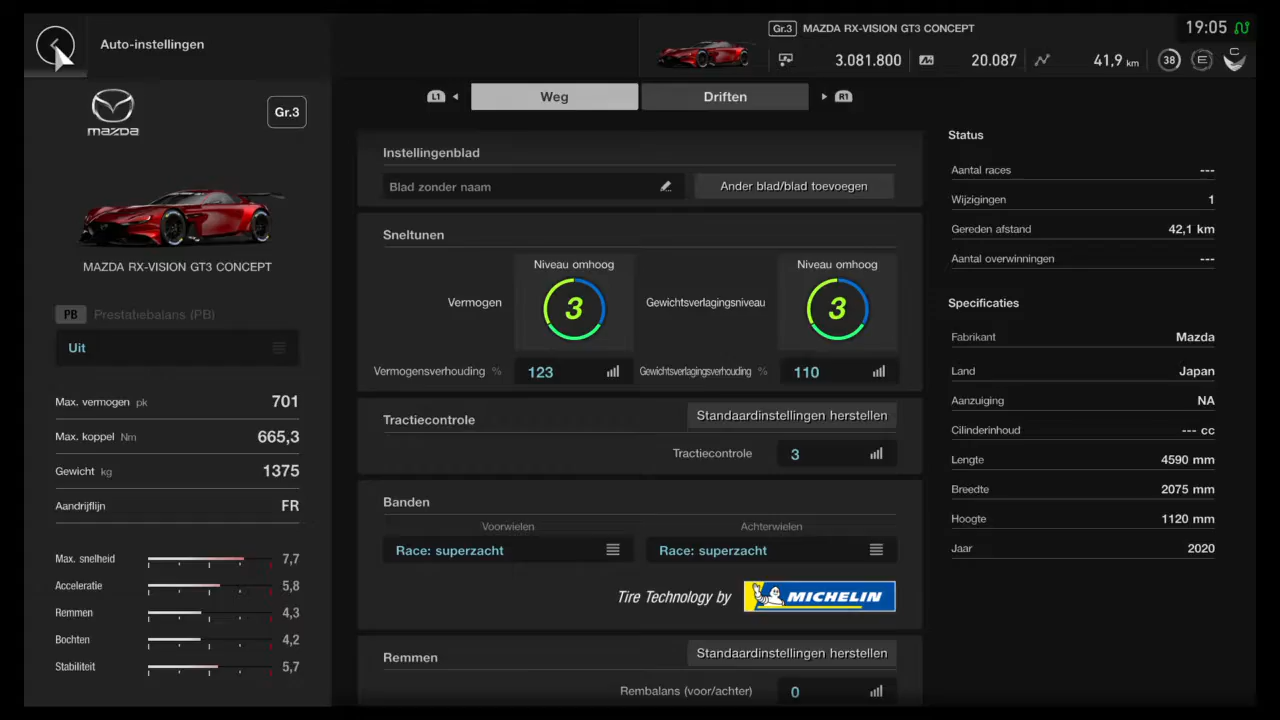 Auto-instellingen
Gr.3 MAZDA RX-VISION GT3 CONCEPT
19:05
3.081.800 20.087 41,9 km 38 E C
mazda
Gr.3
MAZDA RX-VISION GT3 CONCEPT
PB Prestatiebalans (PB)
Uit
Max. vermogen pk 701
Max. koppel Nm 665,3
Gewicht kg 1375
Aandrijflijn FR
Max. snelheid 7,7
Acceleratie 5,8
Remmen 4,3
Bochten 4,2
Stabiliteit 5,7
L1 Weg Driften R1
Instellingenblad
Blad zonder naam Ander blad/blad toevoegen
Sneltunen
Niveau omhoog Niveau omhoog
Vermogen 3 Gewichtsverlagingsniveau 3
Vermogensverhouding % 123 Gewichtsverlagingsverhouding % 110
Tractiecontrole Standaardinstellingen herstellen
Tractiecontrole 3
Banden
Voorwielen Achterwielen
Race: superzacht Race: superzacht
Tire Technology by MICHELIN
Remmen Standaardinstellingen herstellen
Rembalans (voor/achter) 0
Status
Aantal races ---
Wijzigingen 1
Gereden afstand 42,1 km
Aantal overwinningen ---
Specificaties
Fabrikant Mazda
Land Japan
Aanzuiging NA
Cilinderinhoud --- cc
Lengte 4590 mm
Breedte 2075 mm
Hoogte 1120 mm
Jaar 2020